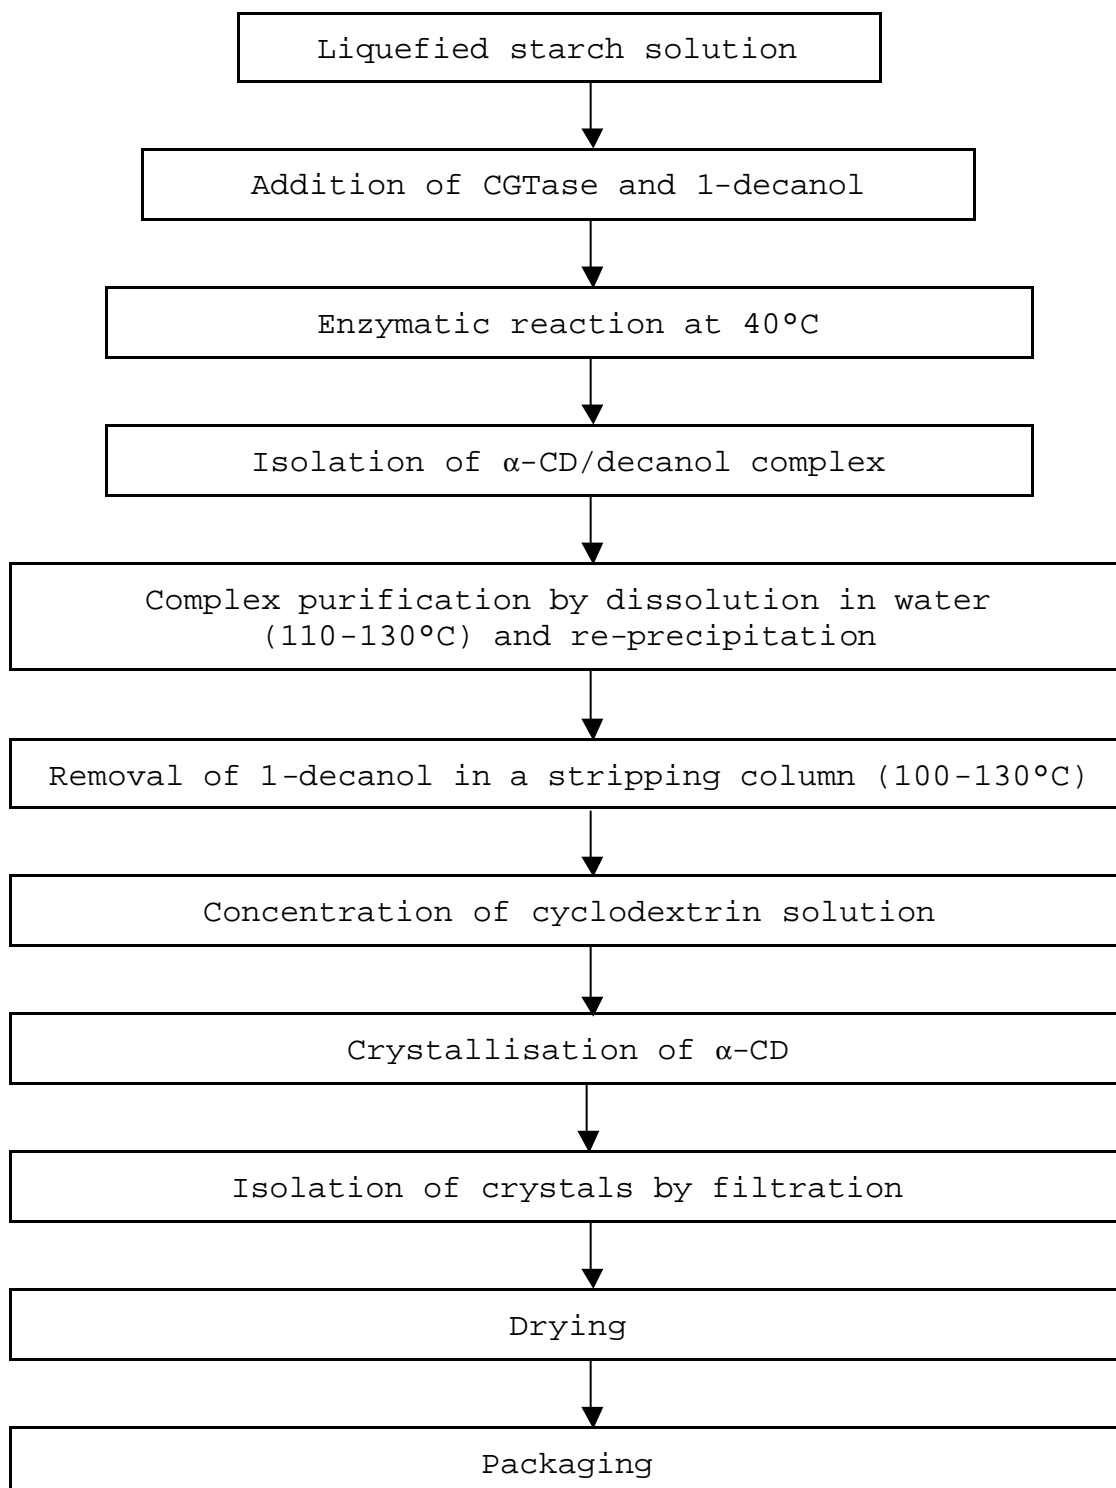 Liquefied starch solution
Addition of CGTase and 1-decanol
Enzymatic reaction at 40°C
Isolation of α-CD/decanol complex
Complex purification by dissolution in water
(110-130°C) and re-precipitation
Removal of 1-decanol in a stripping column (100-130°C)
Concentration of cyclodextrin solution
Crystallisation of α-CD
Isolation of crystals by filtration
Drying
Packaging